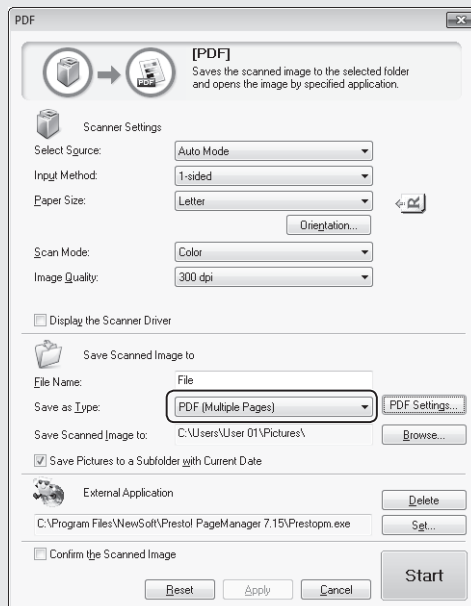 PDF
[PDF]
Saves the scanned image to the selected folder
and opens the image by specified application.
PDF
Scanner Settings
Select Source: Auto Mode
Input Method: 1-sided
Paper Size: Letter
R
Orientation...
Scan Mode: Color
Image Quality: 300 dpi
Display the Scanner Driver
Save Scanned Image to
File Name: File
Save as Type: PDF (Multiple Pages) PDF Settings...
Save Scanned Image to: C:\Users\User 01\Pictures\ Browse...
Save Pictures to a Subfolder with Current Date
External Application Delete
C:\Program Files\NewSoft\Presto! PageManager 7.15\Prestopm.exe Set...
Confirm the Scanned Image
Start
Reset Apply Cancel